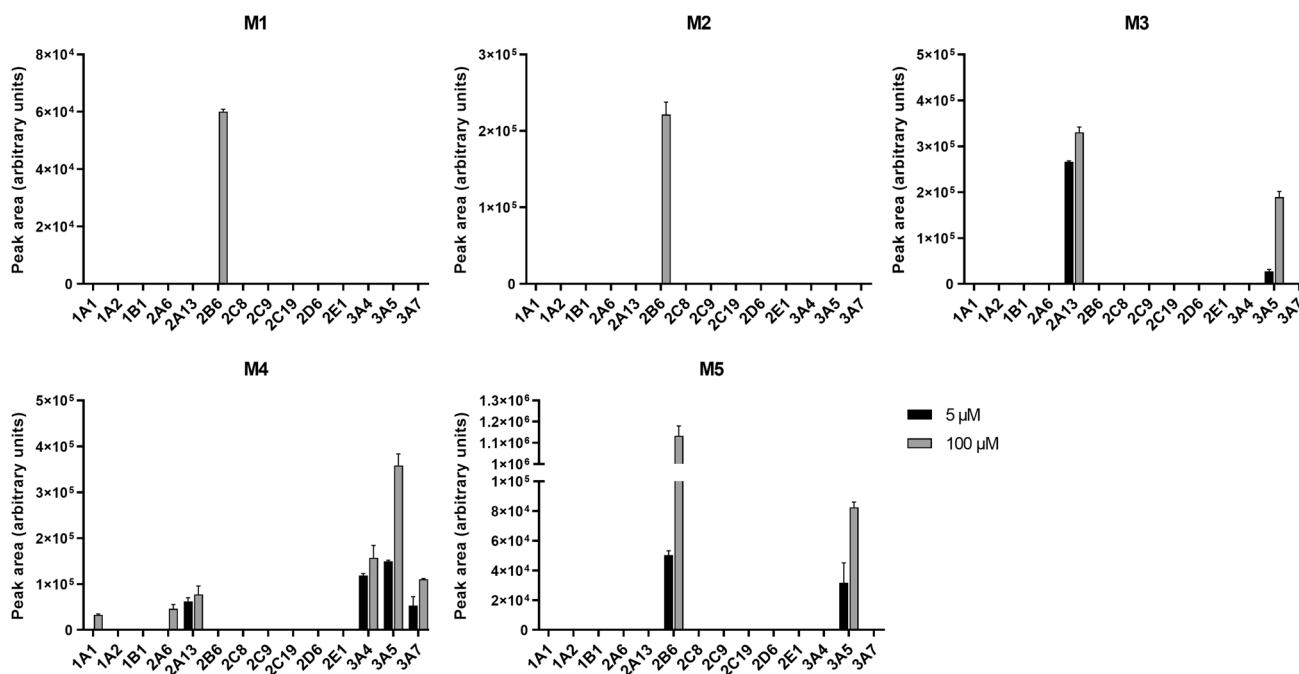 M1
Peak area (arbitrary units)
8×10⁴
6×10⁴
4×10⁴
2×10⁴
0
1A1 1A2 1B1 2A6 2A13 2B6 2C8 2C9 2C19 2D6 2E1 3A4 3A5 3A7
M2
Peak area (arbitrary units)
3×10⁵
2×10⁵
1×10⁵
0
1A1 1A2 1B1 2A6 2A13 2B6 2C8 2C9 2C19 2D6 2E1 3A4 3A5 3A7
M3
Peak area (arbitrary units)
5×10⁵
4×10⁵
3×10⁵
2×10⁵
1×10⁵
0
1A1 1A2 1B1 2A6 2A13 2B6 2C8 2C9 2C19 2D6 2E1 3A4 3A5 3A7
M4
Peak area (arbitrary units)
5×10⁵
4×10⁵
3×10⁵
2×10⁵
1×10⁵
0
1A1 1A2 1B1 2A6 2A13 2B6 2C8 2C9 2C19 2D6 2E1 3A4 3A5 3A7
M5
Peak area (arbitrary units)
1.3×10⁶
1.2×10⁶
1.1×10⁶
1×10⁶
1×10⁵
8×10⁴
6×10⁴
4×10⁴
2×10⁴
0
1A1 1A2 1B1 2A6 2A13 2B6 2C8 2C9 2C19 2D6 2E1 3A4 3A5 3A7
5 µM
100 µM